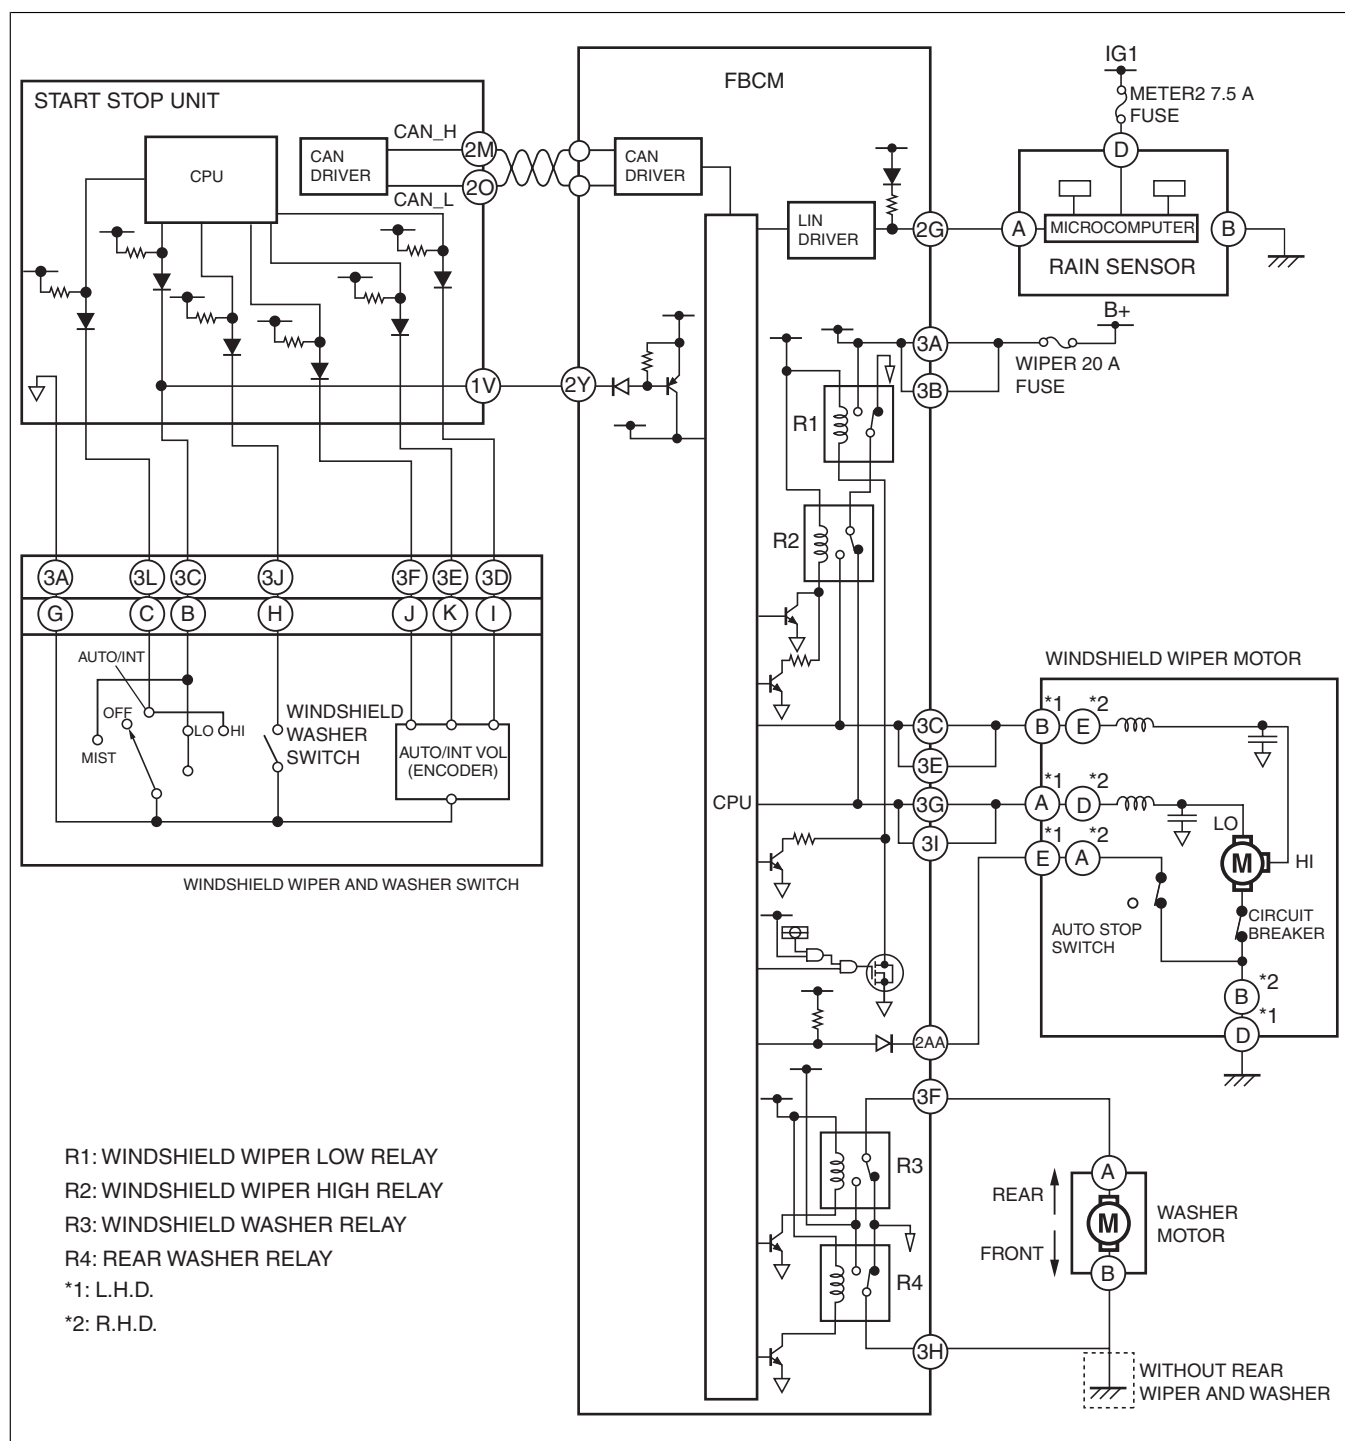 START STOP UNIT
CPU
CAN
DRIVER
CAN_H
CAN_L
2M
2O
1V
FBCM
CAN
DRIVER
LIN
DRIVER
2G
2Y
3A
3B
R1
R2
CPU
3C
3E
3G
3I
2AA
3F
R3
R4
3H
IG1
METER2 7.5 A
FUSE
D
A
MICROCOMPUTER
B
RAIN SENSOR
B+
WIPER 20 A
FUSE
3A
3L
3C
3J
3F
3E
3D
G
C
B
H
J
K
I
AUTO/INT
OFF
MIST
LO
HI
WINDSHIELD
WASHER
SWITCH
AUTO/INT VOL
(ENCODER)
WINDSHIELD WIPER AND WASHER SWITCH
WINDSHIELD WIPER MOTOR
*1
*2
B
E
*1
*2
A
D
LO
*1
*2
E
A
M
HI
AUTO STOP
SWITCH
CIRCUIT
BREAKER
B
*2
D
*1
REAR
FRONT
A
M
B
WASHER
MOTOR
WITHOUT REAR
WIPER AND WASHER
R1: WINDSHIELD WIPER LOW RELAY
R2: WINDSHIELD WIPER HIGH RELAY
R3: WINDSHIELD WASHER RELAY
R4: REAR WASHER RELAY
*1: L.H.D.
*2: R.H.D.